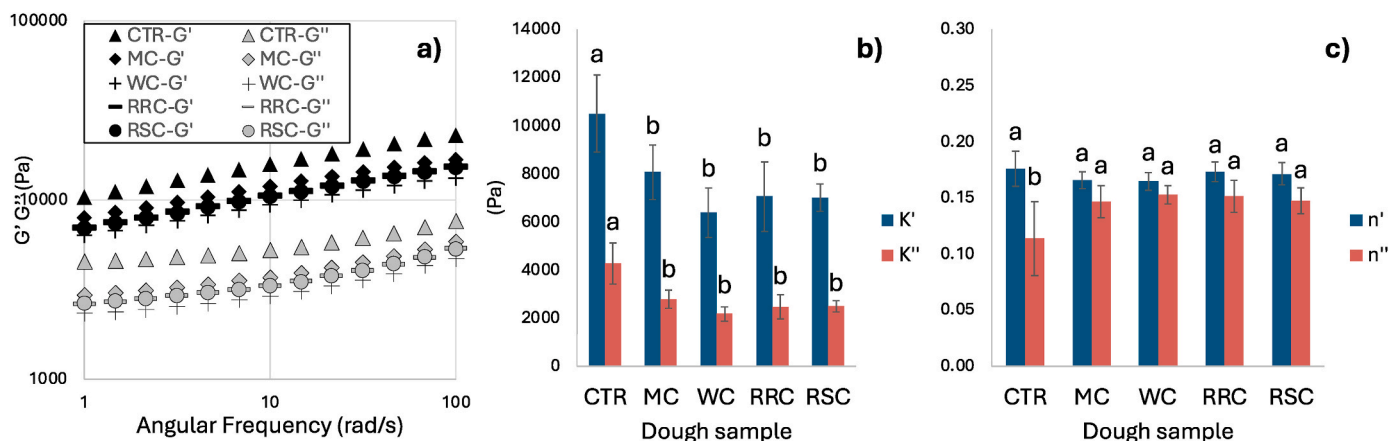 100000
10000
1000
G' G''(Pa)
▲ CTR-G' △ CTR-G''
◆ MC-G' ◇ MC-G''
+ WC-G' + WC-G''
- RRC-G' - RRC-G''
● RSC-G' ○ RSC-G''
a)
1 10 100
Angular Frequency (rad/s)
b)
14000
12000
10000
8000
6000
4000
2000
0
(Pa)
a a b b b b b b b b
K'
K''
CTR MC WC RRC RSC
Dough sample
c)
0.30
0.25
0.20
0.15
0.10
0.05
0.00
a b a a a a a a a a
n'
n''
CTR MC WC RRC RSC
Dough sample